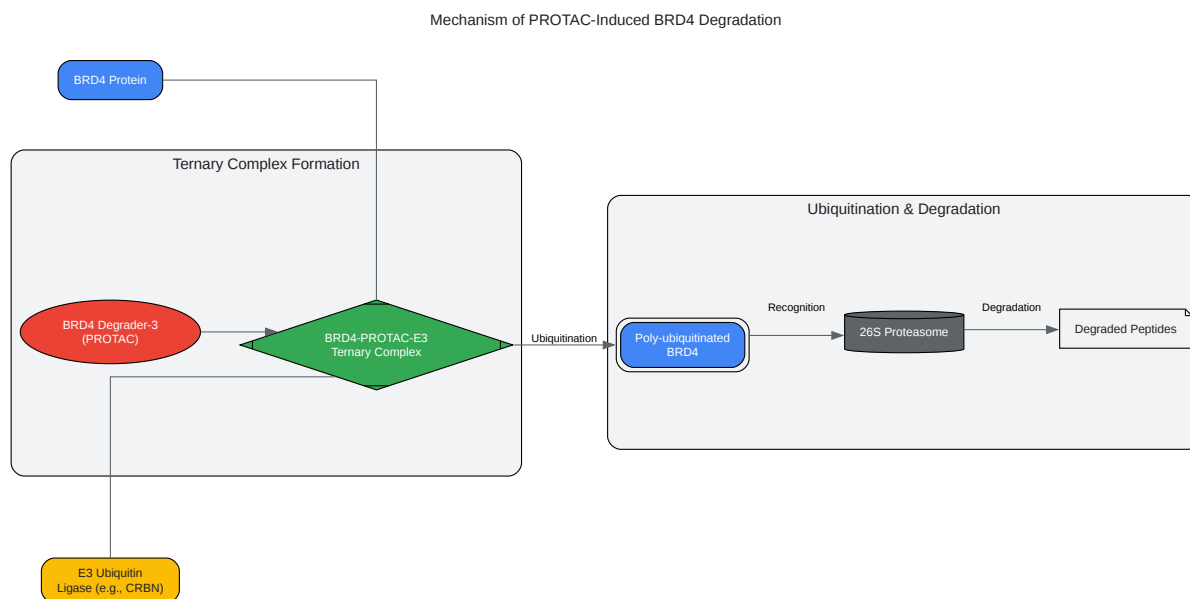 Mechanism of PROTAC-Induced BRD4 Degradation
BRD4 Protein
Ternary Complex Formation
BRD4 Degrader-3
(PROTAC)
BRD4-PROTAC-E3
Ternary Complex
E3 Ubiquitin
Ligase (e.g., CRBN)
Ubiquitination
Ubiquitination & Degradation
Poly-ubiquitinated
BRD4
Recognition
26S Proteasome
Degradation
Degraded Peptides